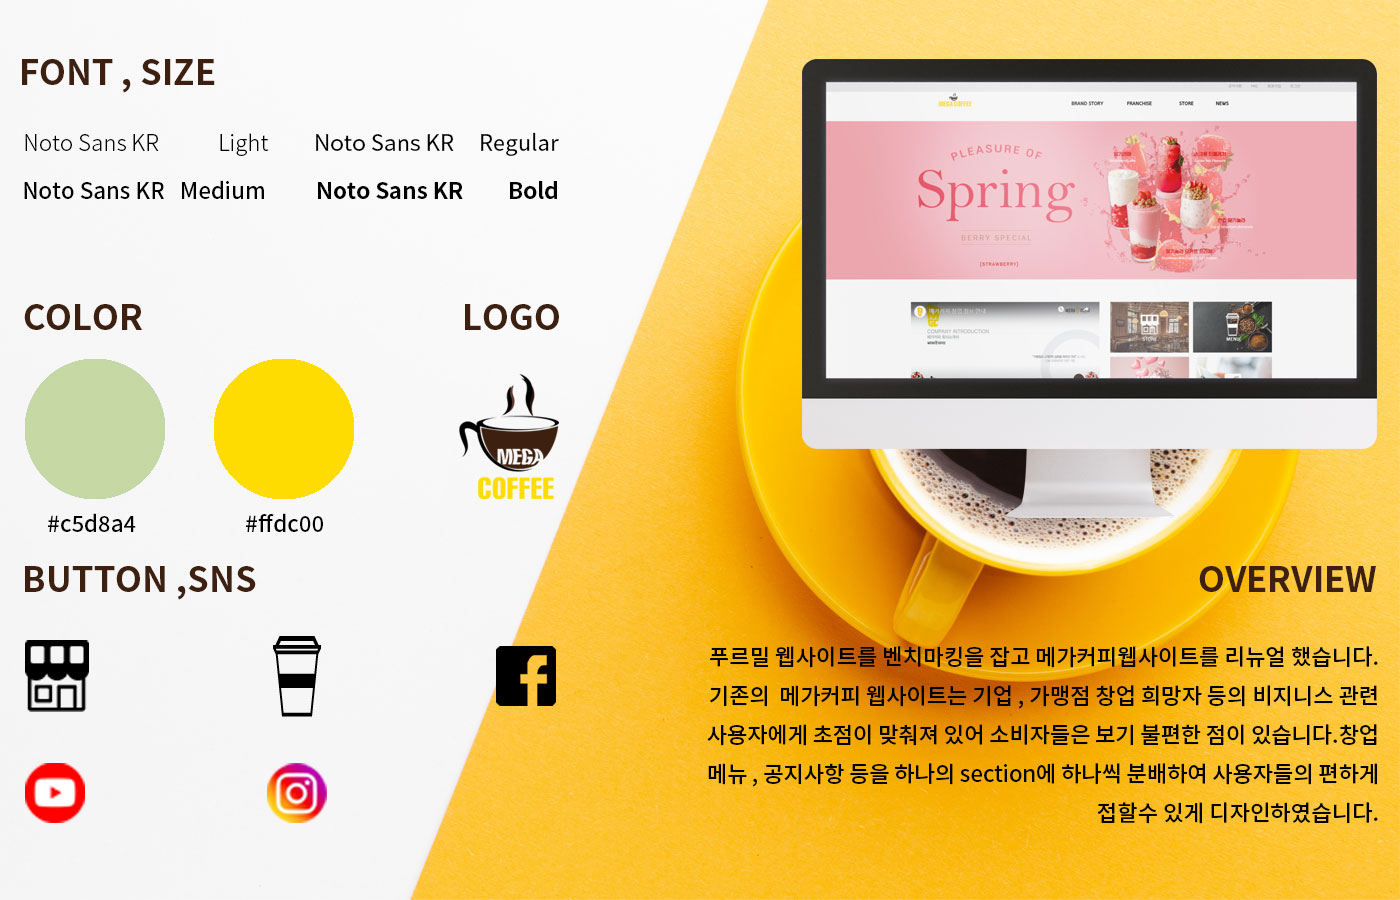 FONT , SIZE
Noto Sans KR Light Noto Sans KR Regular
Noto Sans KR Medium Noto Sans KR Bold
COLOR
LOGO
#c5d8a4 #ffdc00
MEGA
COFFEE
BUTTON ,SNS
MEGA COFFEE
BRAND STORY FRANCHISE STORE NEWS
PLEASURE OF
Spring
BERRY SPECIAL
[STRAWBERRY]
COMPANY INTRODUCTION
STORE
MENU
OVERVIEW
푸르밀 웹사이트를 벤치마킹을 잡고 메가커피웹사이트를 리뉴얼 했습니다.
기존의 메가커피 웹사이트는 기업 , 가맹점 창업 희망자 등의 비지니스 관련
사용자에게 초점이 맞춰져 있어 소비자들은 보기 불편한 점이 있습니다.창업
메뉴 , 공지사항 등을 하나의 section에 하나씩 분배하여 사용자들의 편하게
접할수 있게 디자인하였습니다.